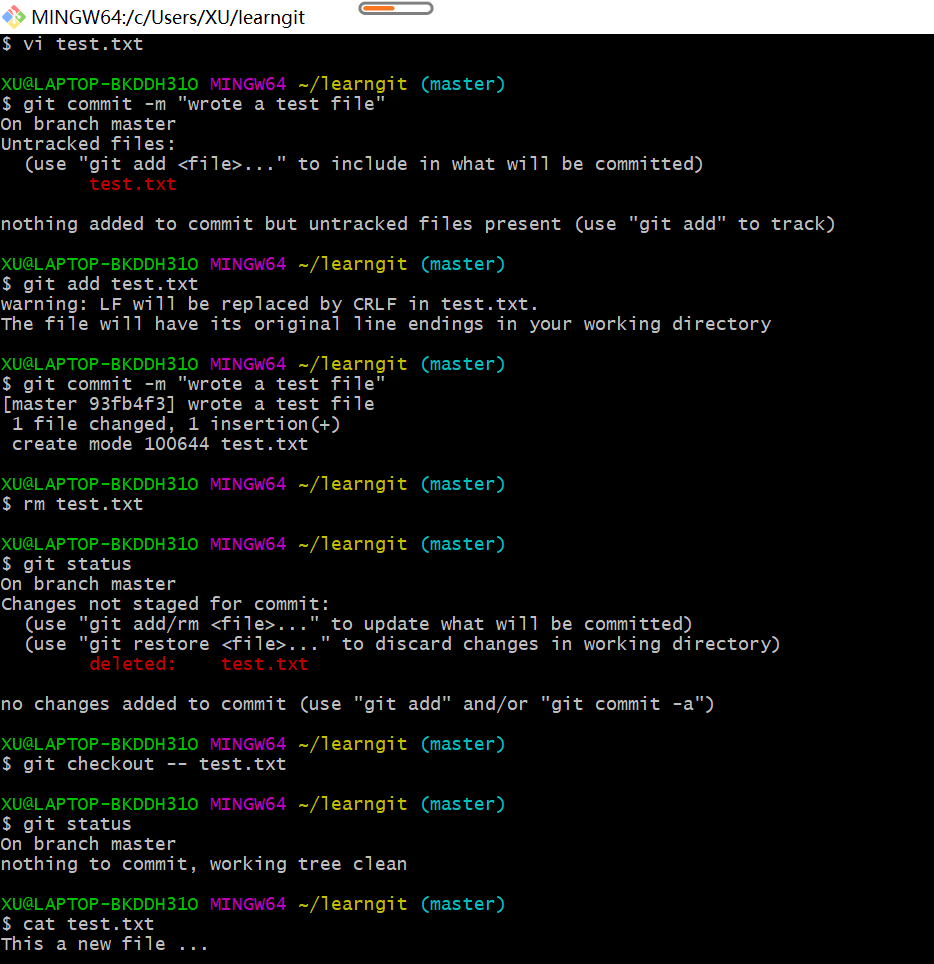 MINGW64:/c/Users/XU/learngit
$ vi test.txt
XU@LAPTOP-BKDDH31O MINGW64 ~/learngit (master)
$ git commit -m "wrote a test file"
On branch master
Untracked files:
  (use "git add <file>..." to include in what will be committed)
        test.txt
nothing added to commit but untracked files present (use "git add" to track)
XU@LAPTOP-BKDDH31O MINGW64 ~/learngit (master)
$ git add test.txt
warning: LF will be replaced by CRLF in test.txt.
The file will have its original line endings in your working directory
XU@LAPTOP-BKDDH31O MINGW64 ~/learngit (master)
$ git commit -m "wrote a test file"
[master 93fb4f3] wrote a test file
 1 file changed, 1 insertion(+)
 create mode 100644 test.txt
XU@LAPTOP-BKDDH31O MINGW64 ~/learngit (master)
$ rm test.txt
XU@LAPTOP-BKDDH31O MINGW64 ~/learngit (master)
$ git status
On branch master
Changes not staged for commit:
  (use "git add/rm <file>..." to update what will be committed)
  (use "git restore <file>..." to discard changes in working directory)
        deleted:    test.txt
no changes added to commit (use "git add" and/or "git commit -a")
XU@LAPTOP-BKDDH31O MINGW64 ~/learngit (master)
$ git checkout -- test.txt
XU@LAPTOP-BKDDH31O MINGW64 ~/learngit (master)
$ git status
On branch master
nothing to commit, working tree clean
XU@LAPTOP-BKDDH31O MINGW64 ~/learngit (master)
$ cat test.txt
This a new file ...